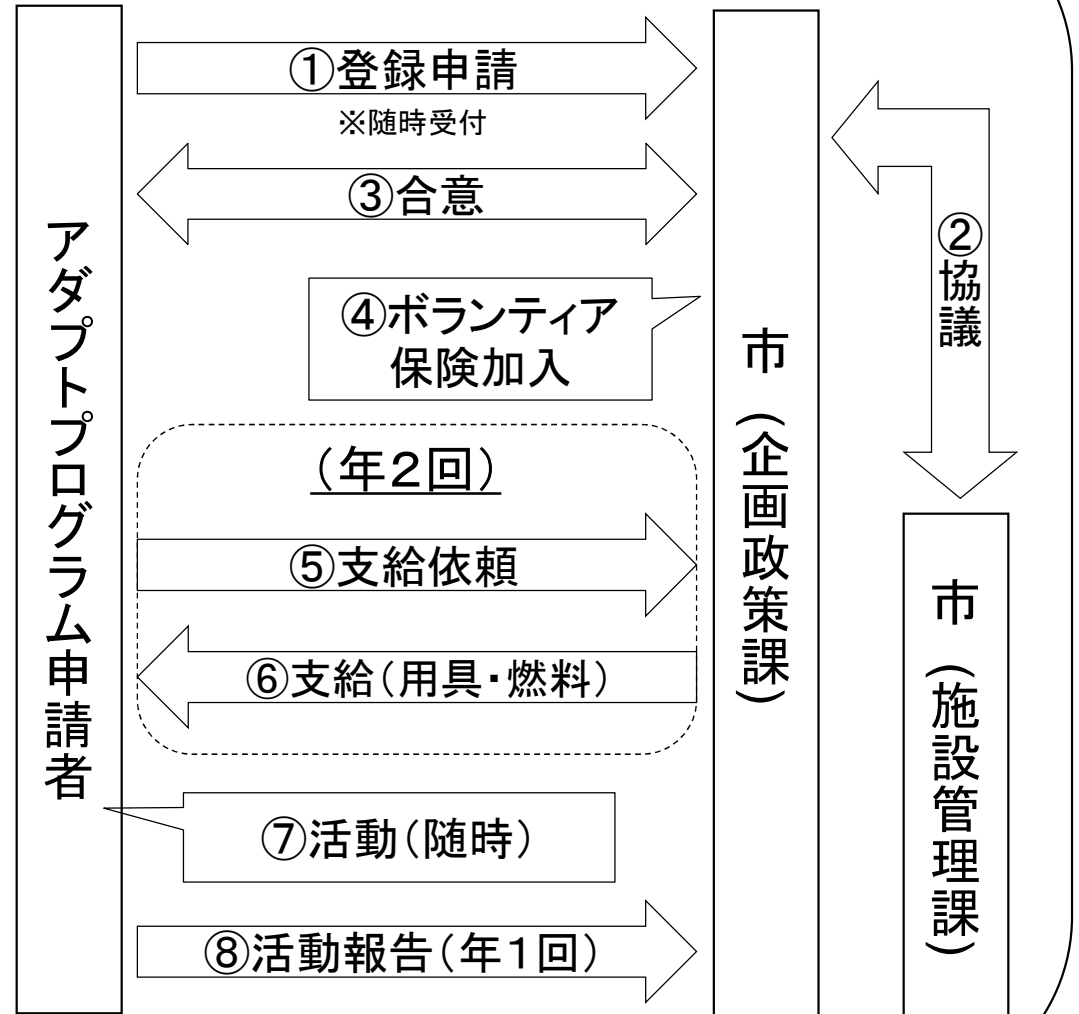 アダプトプログラム申請者
①登録申請
※随時受付
③合意
④ボランティア
保険加入
(年2回)
⑤支給依頼
⑥支給(用具・燃料)
⑦活動(随時)
⑧活動報告(年1回)
市(企画政策課)
②協議
市(施設管理課)